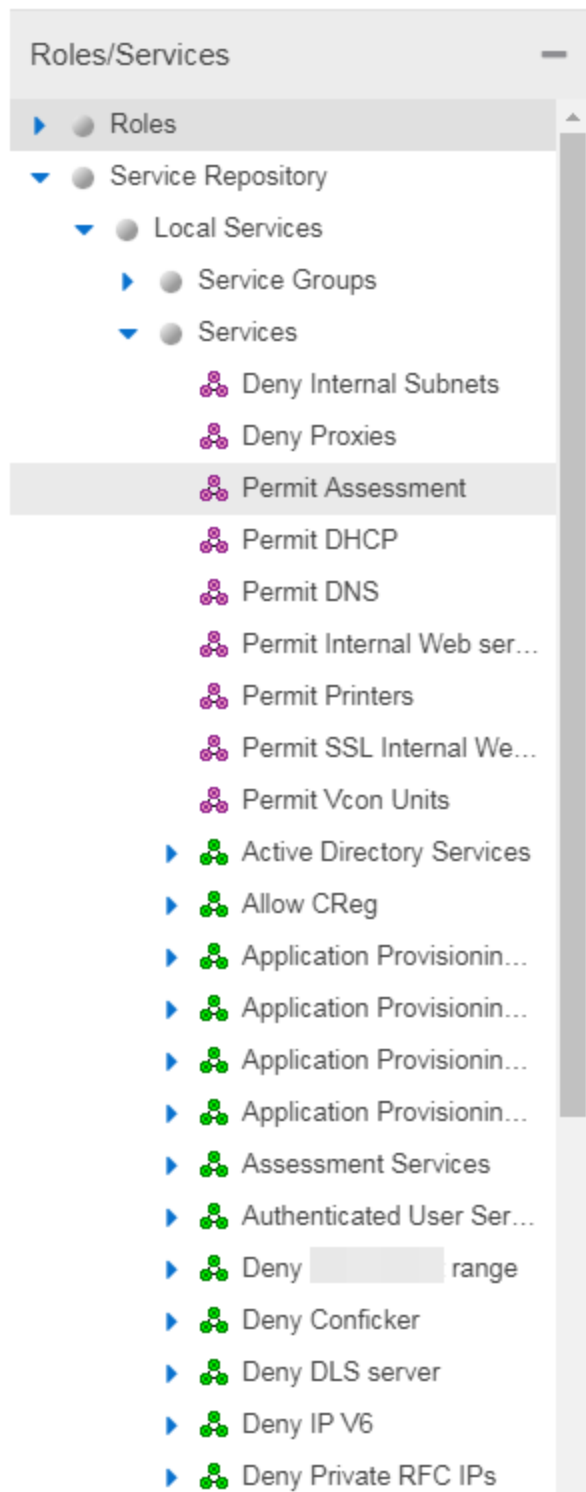 Roles/Services
Roles
Service Repository
Local Services
Service Groups
Services
Deny Internal Subnets
Deny Proxies
Permit Assessment
Permit DHCP
Permit DNS
Permit Internal Web ser...
Permit Printers
Permit SSL Internal We...
Permit Vcon Units
Active Directory Services
Allow CReg
Application Provisionin...
Application Provisionin...
Application Provisionin...
Application Provisionin...
Assessment Services
Authenticated User Ser...
Deny range
Deny Conficker
Deny DLS server
Deny IP V6
Deny Private RFC IPs